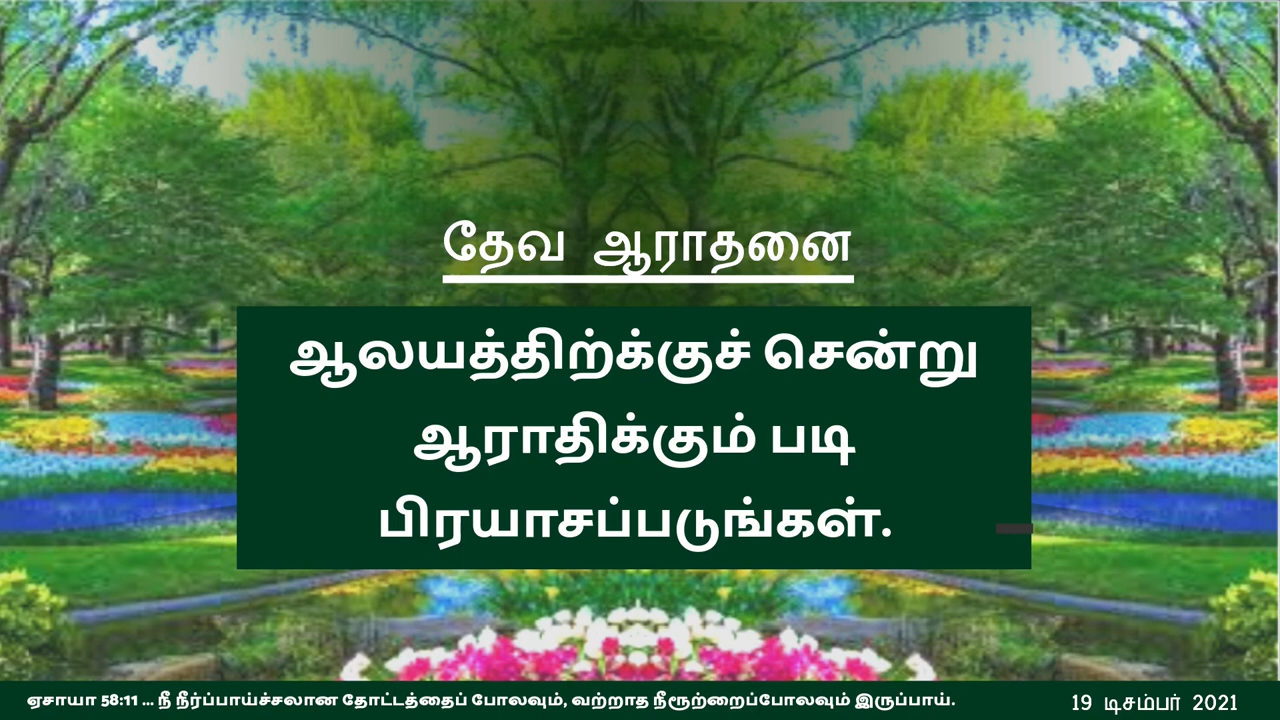 தேவ ஆராதனை
ஆலயத்திற்க்குச் சென்று
ஆராதிக்கும் படி
பிரயாசப்படுங்கள்.
ஏசாயா 58:11 ... நீ நீர்ப்பாய்ச்சலான தோட்டத்தைப் போலவும், வற்றாத நீரூற்றைப்போலவும் இருப்பாய்.
19 டிசம்பர் 2021